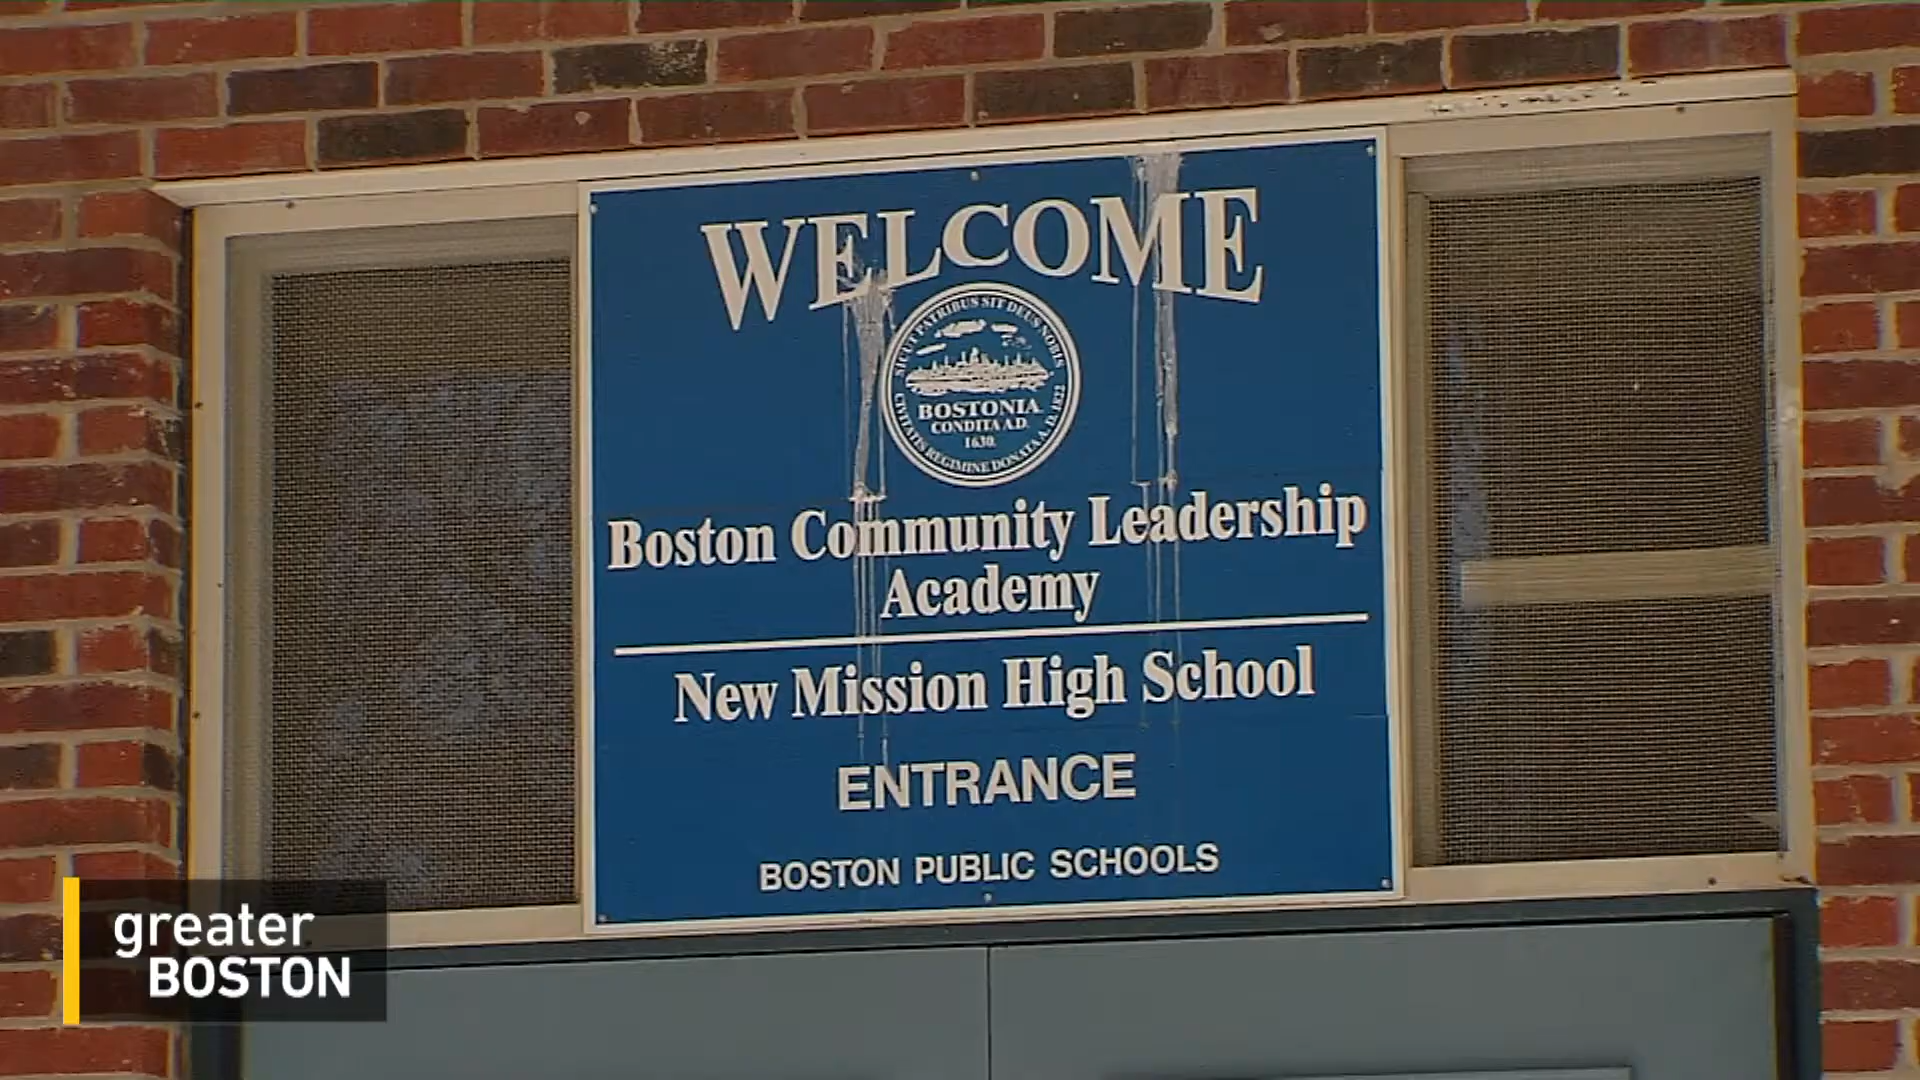 WELCOME
SICUT PATRIBUS SIT DEUS NOBIS
BOSTONIA
CONDITA A.D.
1630.
CIVITATIS REGIMINE DONATA A.D. 1822
Boston Community Leadership
Academy
New Mission High School
ENTRANCE
BOSTON PUBLIC SCHOOLS
greater
BOSTON